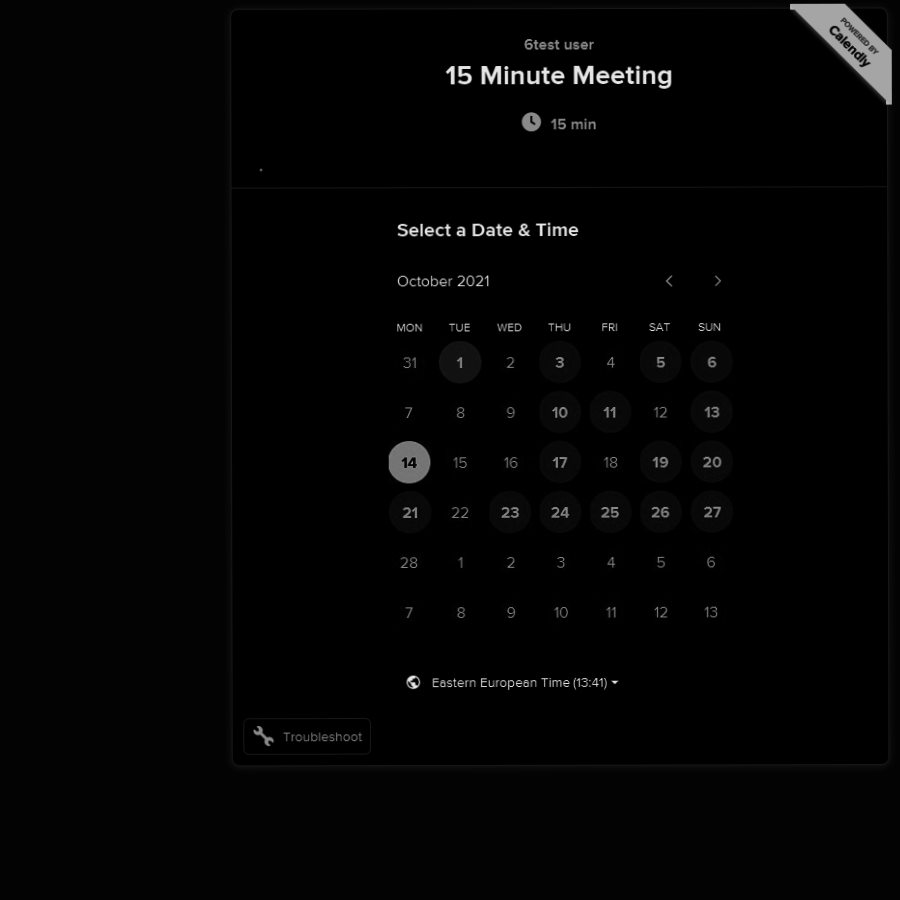 POWERED BY
Calendly
6test user
15 Minute Meeting
15 min
Select a Date & Time
October 2021
MON TUE WED THU FRI SAT SUN
31 1 2 3 4 5 6
7 8 9 10 11 12 13
14 15 16 17 18 19 20
21 22 23 24 25 26 27
28 1 2 3 4 5 6
7 8 9 10 11 12 13
Eastern European Time (13:41)
Troubleshoot